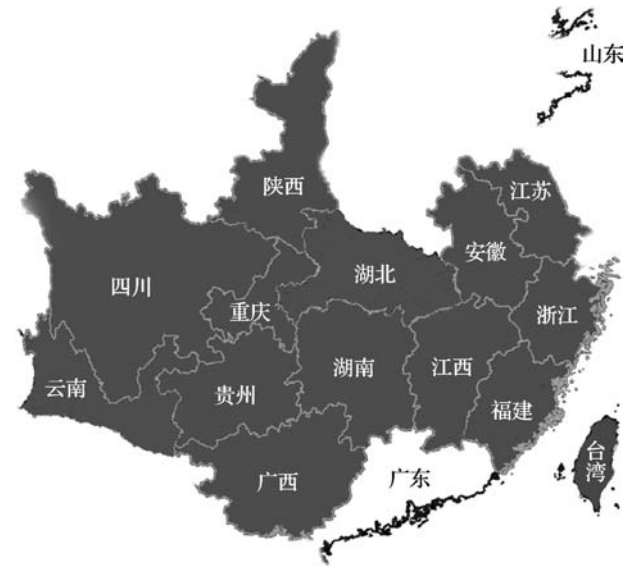 山东
江苏
陕西
安徽
湖北
四川
重庆
浙江
湖南
江西
云南
贵州
福建
台湾
广西
广东